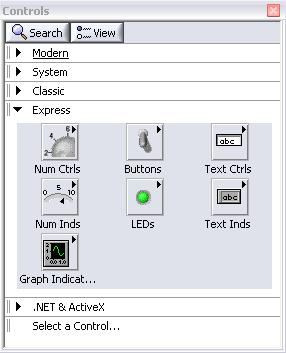 Controls
Search View
Modern
System
Classic
Express
Num Ctrls Buttons Text Ctrls
Num Inds LEDs Text Inds
Graph Indicat...
.NET & ActiveX
Select a Control...